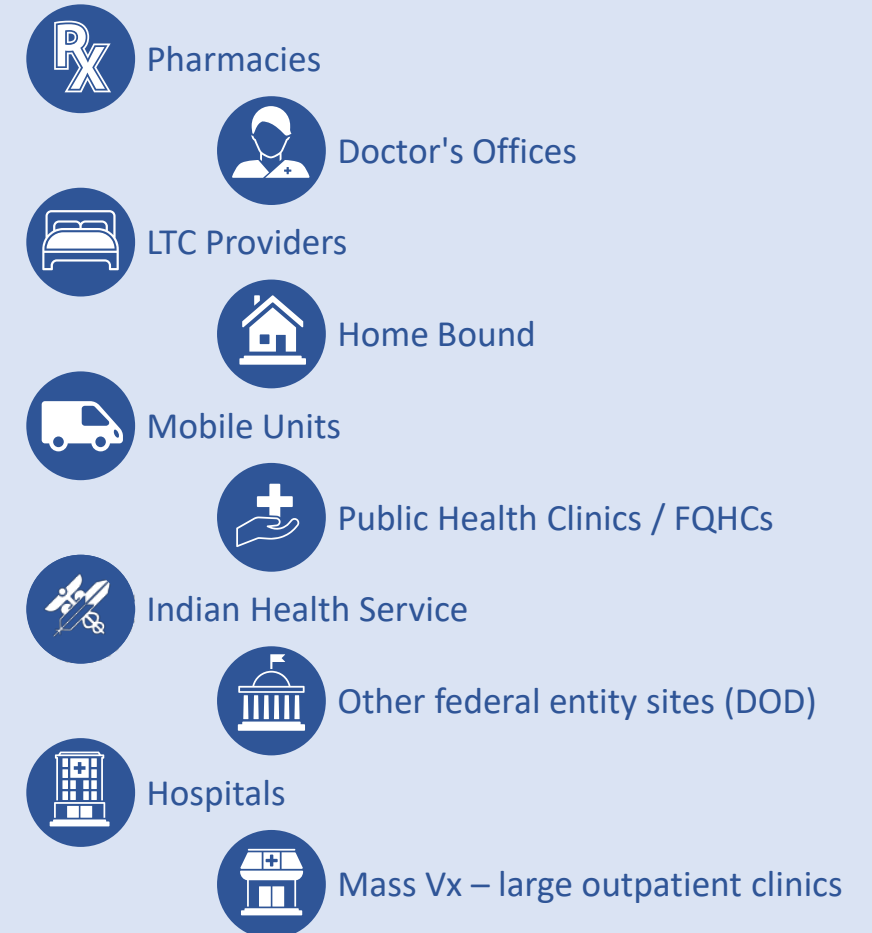 Rx
Pharmacies
Doctor's Offices
LTC Providers
Home Bound
Mobile Units
Public Health Clinics / FQHCs
Indian Health Service
Other federal entity sites (DOD)
Hospitals
Mass Vx – large outpatient clinics